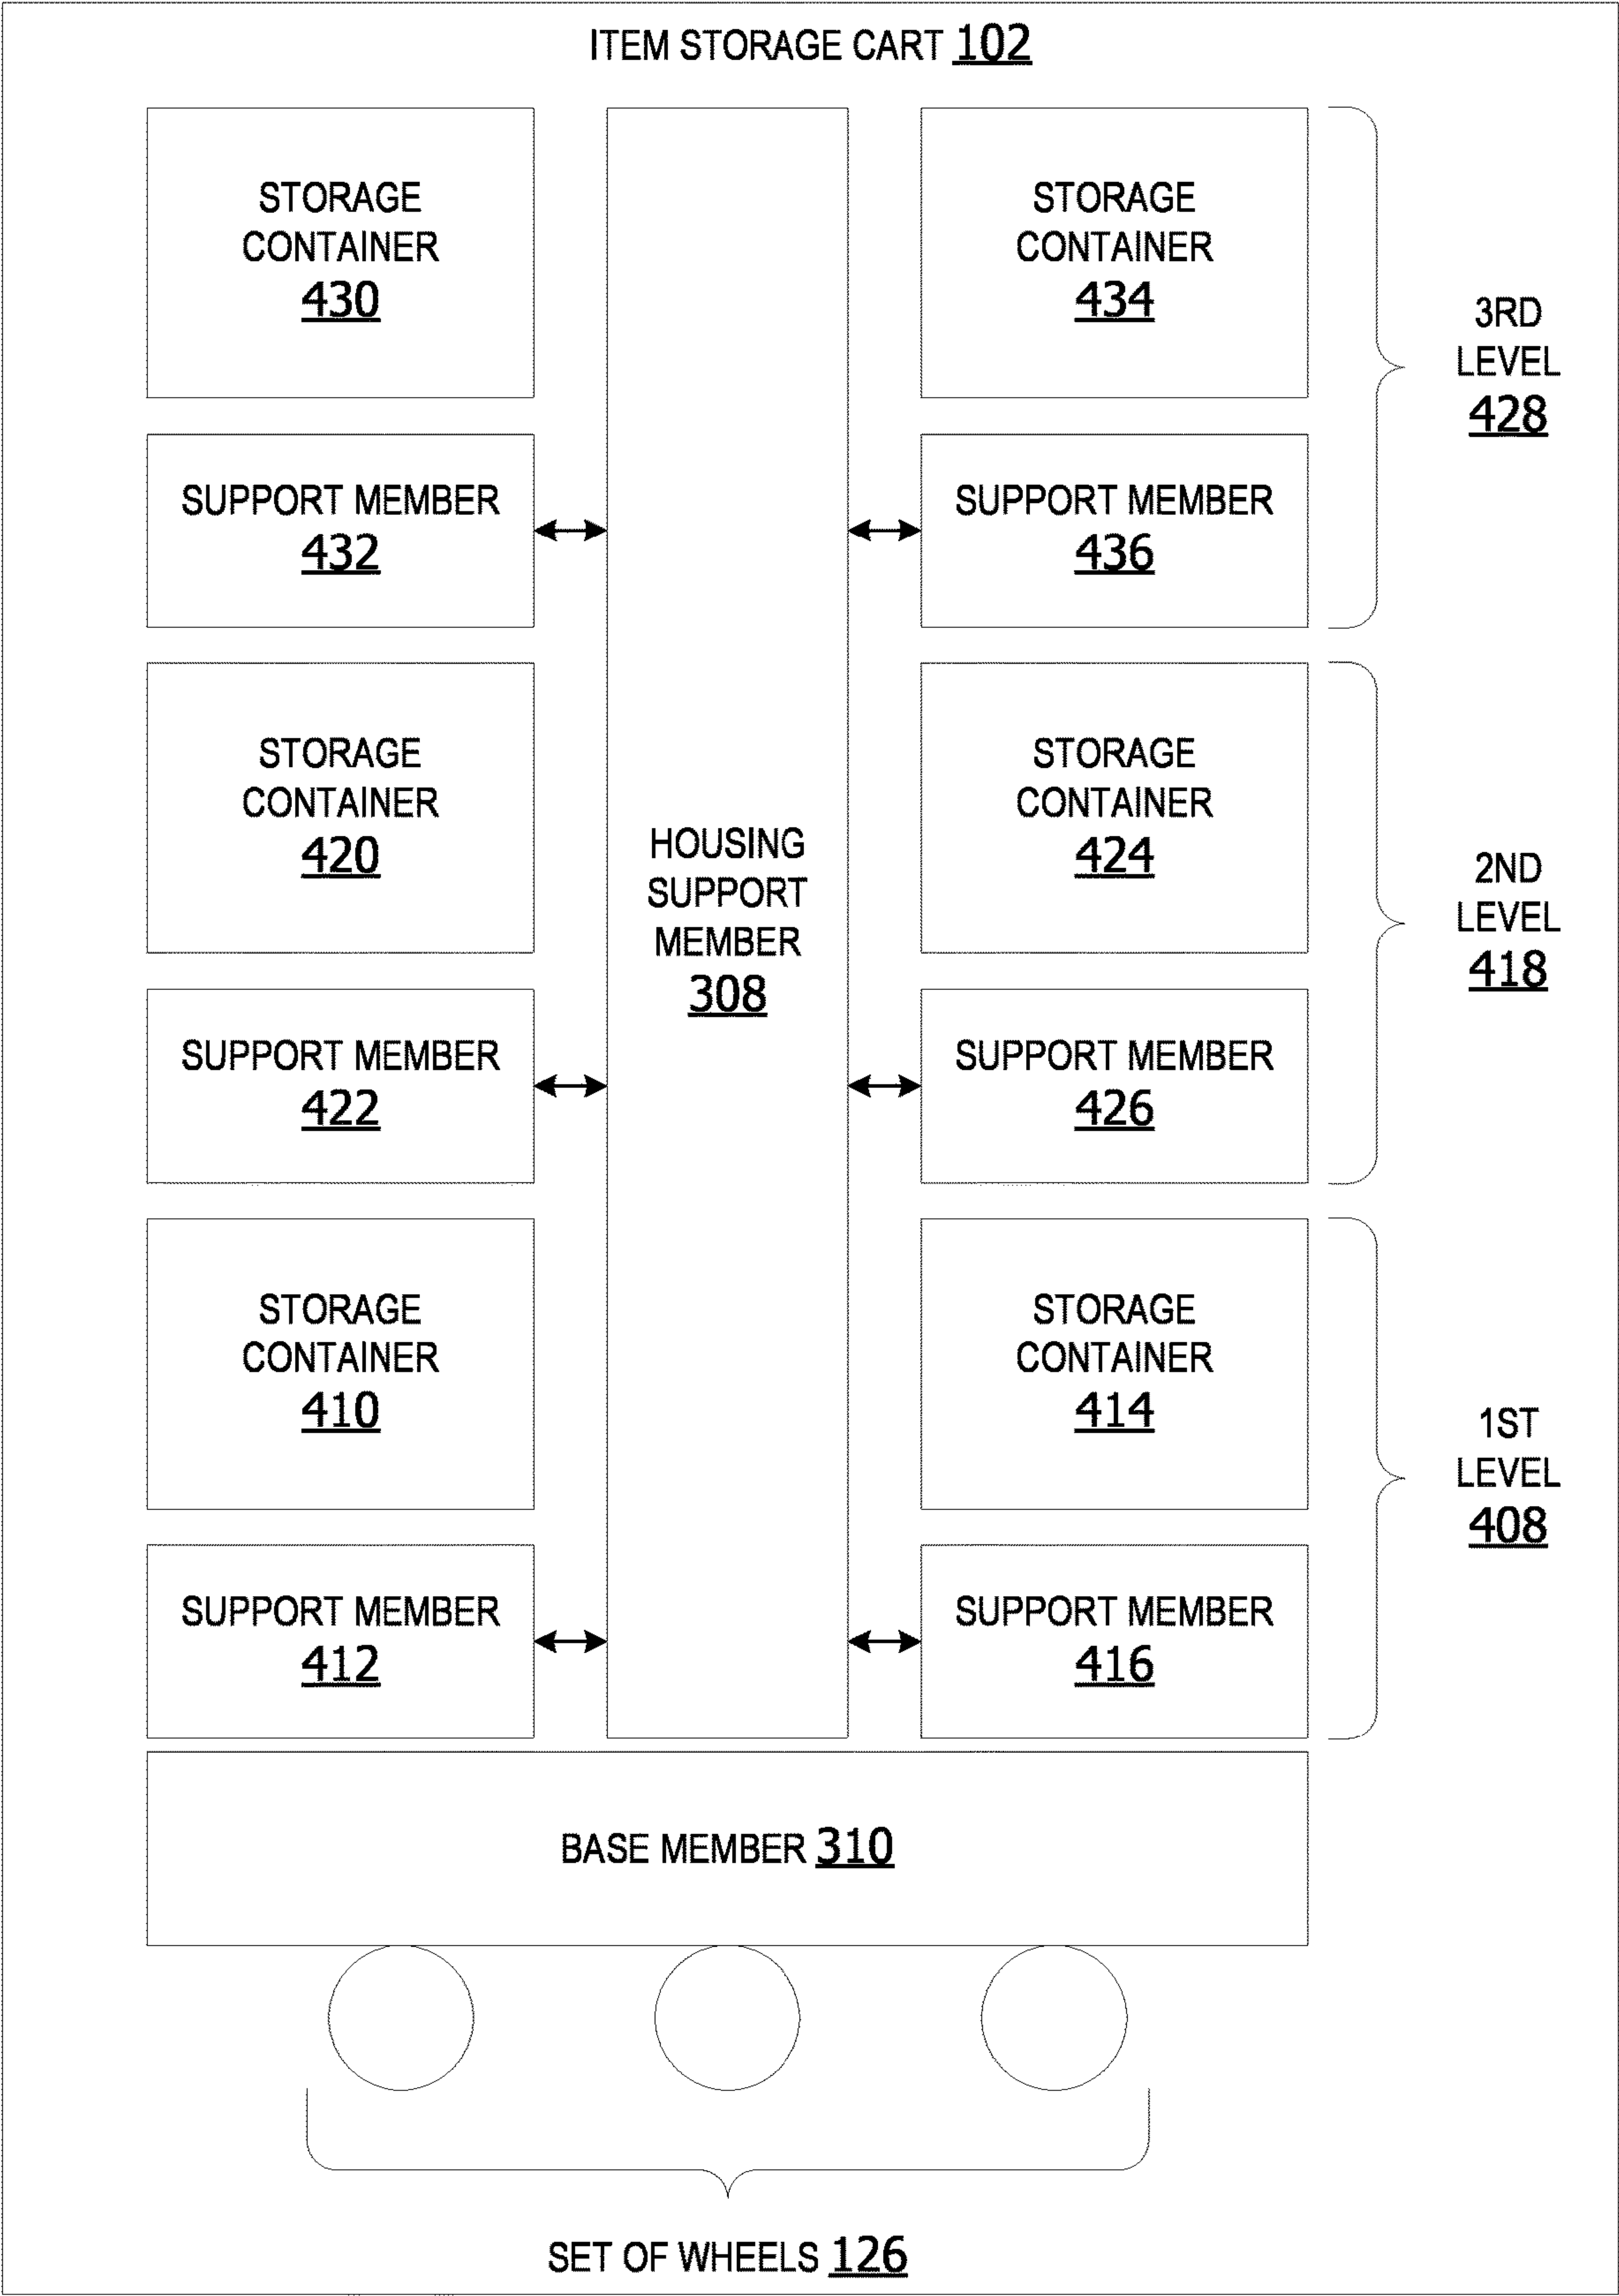 ITEM STORAGE CART 102
STORAGE
CONTAINER
430
STORAGE
CONTAINER
434
3RD
LEVEL
428
SUPPORT MEMBER
432
SUPPORT MEMBER
436
STORAGE
CONTAINER
420
HOUSING
SUPPORT
MEMBER
308
STORAGE
CONTAINER
424
2ND
LEVEL
418
SUPPORT MEMBER
422
SUPPORT MEMBER
426
STORAGE
CONTAINER
410
STORAGE
CONTAINER
414
1ST
LEVEL
408
SUPPORT MEMBER
412
SUPPORT MEMBER
416
BASE MEMBER 310
SET OF WHEELS 126